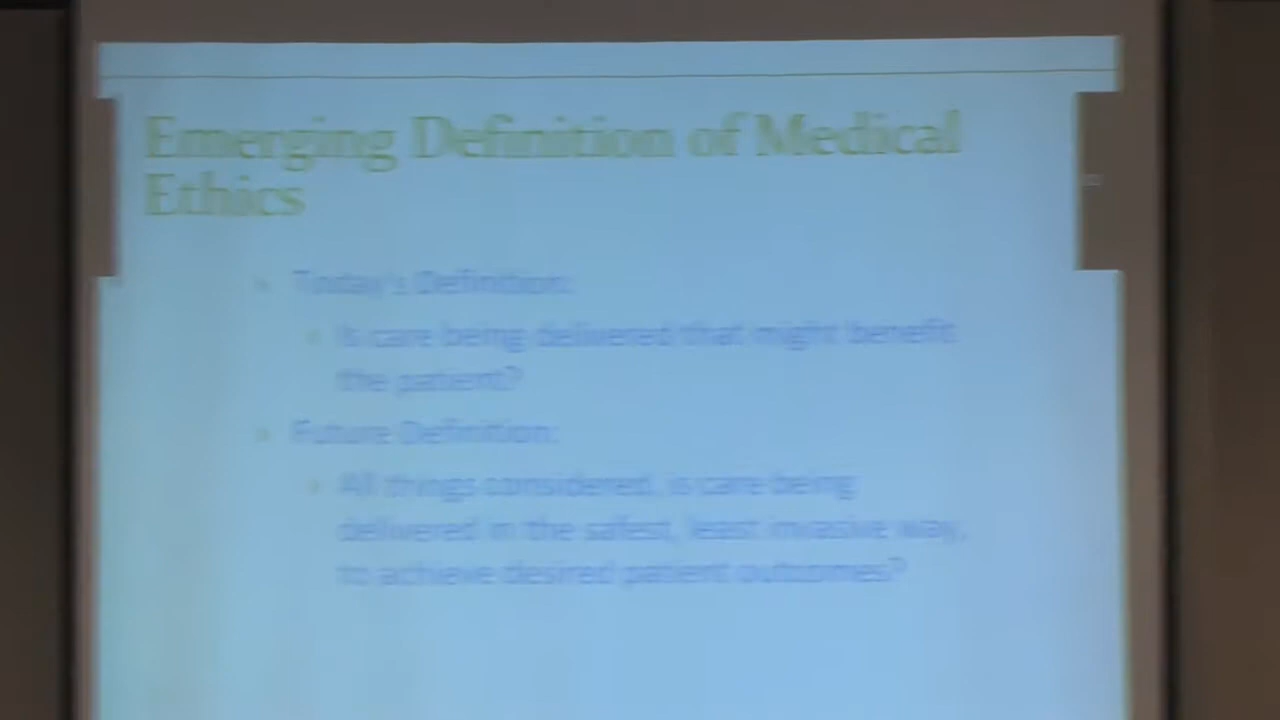 Emerging Definition of Medical
Ethics
Today's Definition:
Is care being delivered that might benefit
the patient?
Future Definition:
All things considered, is care being
delivered in the safest, least invasive way,
to achieve desired patient outcomes?